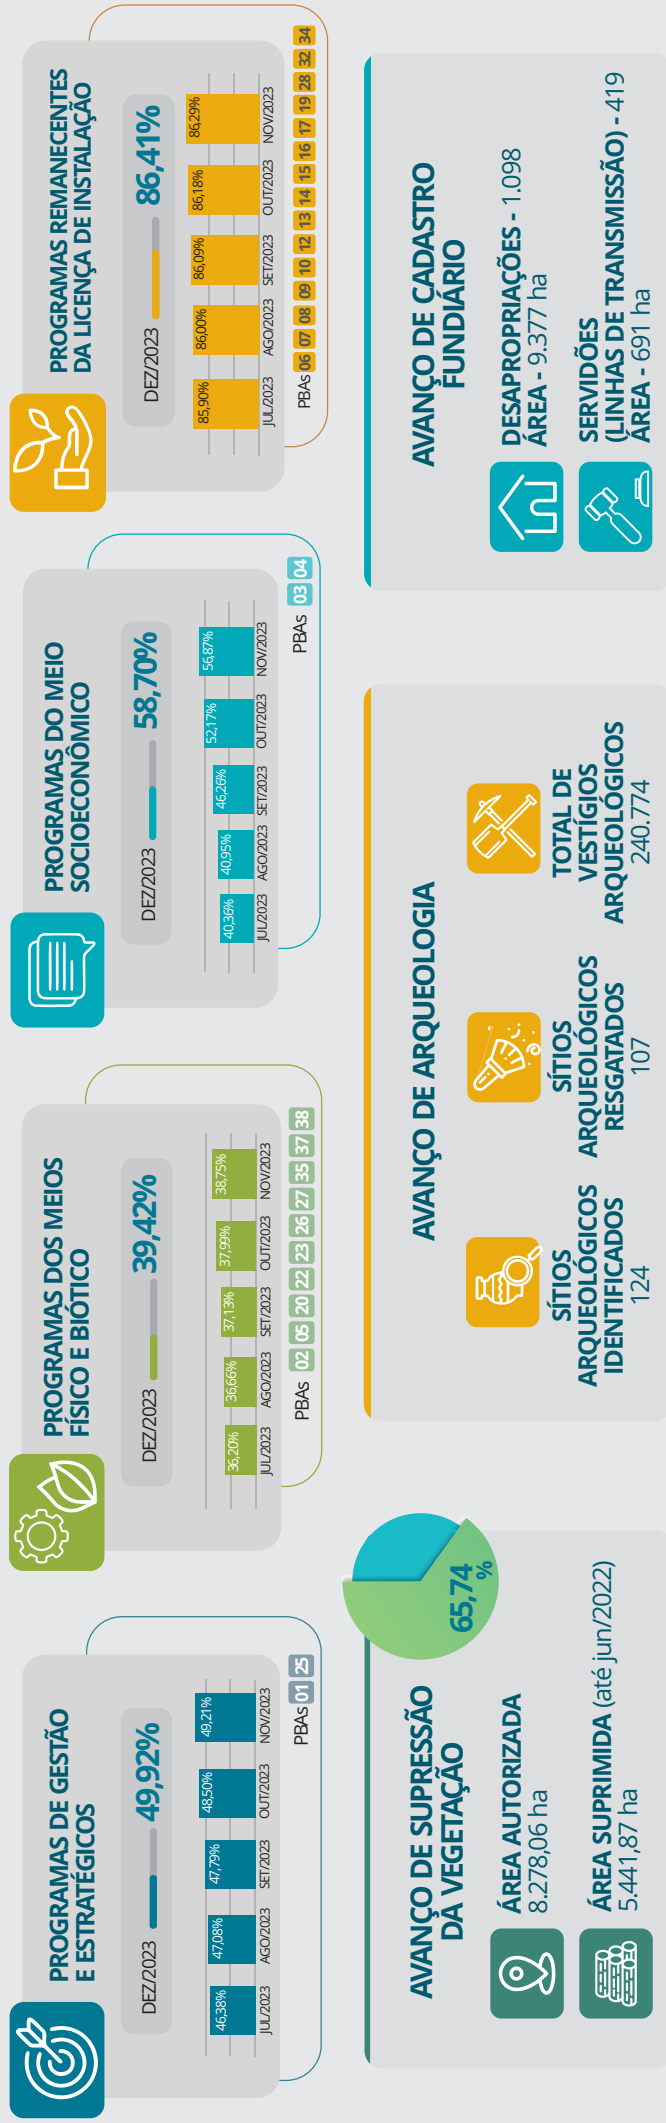 PROGRAMAS DE GESTÃO
E ESTRATÉGICOS
DEZ/2023
49,92%
46,38%
47,08%
47,79%
48,50%
49,21%
JUL/2023
AGO/2023
SET/2023
OUT/2023
NOV/2023
PBAs 01 25
PROGRAMAS DOS MEIOS
FÍSICO E BIÓTICO
DEZ/2023
39,42%
36,20%
36,66%
37,13%
37,99%
38,75%
JUL/2023
AGO/2023
SET/2023
OUT/2023
NOV/2023
PBAs 02 05 20 22 23 26 27 35 37 38
PROGRAMAS DO MEIO
SOCIOECONÔMICO
DEZ/2023
58,70%
40,36%
40,95%
46,26%
52,17%
56,87%
JUL/2023
AGO/2023
SET/2023
OUT/2023
NOV/2023
PBAs 03 04
PROGRAMAS REMANECENTES
DA LICENÇA DE INSTALAÇÃO
DEZ/2023
86,41%
85,90%
86,00%
86,09%
86,18%
86,29%
JUL/2023
AGO/2023
SET/2023
OUT/2023
NOV/2023
PBAs 06 07 08 09 10 12 13 14 15 16 17 19 28 32 34
AVANÇO DE SUPRESSÃO
DA VEGETAÇÃO
65,74
%
ÁREA AUTORIZADA
8.278,06 ha
ÁREA SUPRIMIDA (até jun/2022)
5.441,87 ha
AVANÇO DE ARQUEOLOGIA
SÍTIOS
ARQUEOLÓGICOS
IDENTIFICADOS
124
SÍTIOS
ARQUEOLÓGICOS
RESGATADOS
107
TOTAL DE
VESTÍGIOS
ARQUEOLÓGICOS
240.774
AVANÇO DE CADASTRO
FUNDIÁRIO
DESAPROPRIAÇÕES - 1.098
ÁREA - 9.377 ha
SERVIDÕES
(LINHAS DE TRANSMISSÃO) - 419
ÁREA - 691 ha